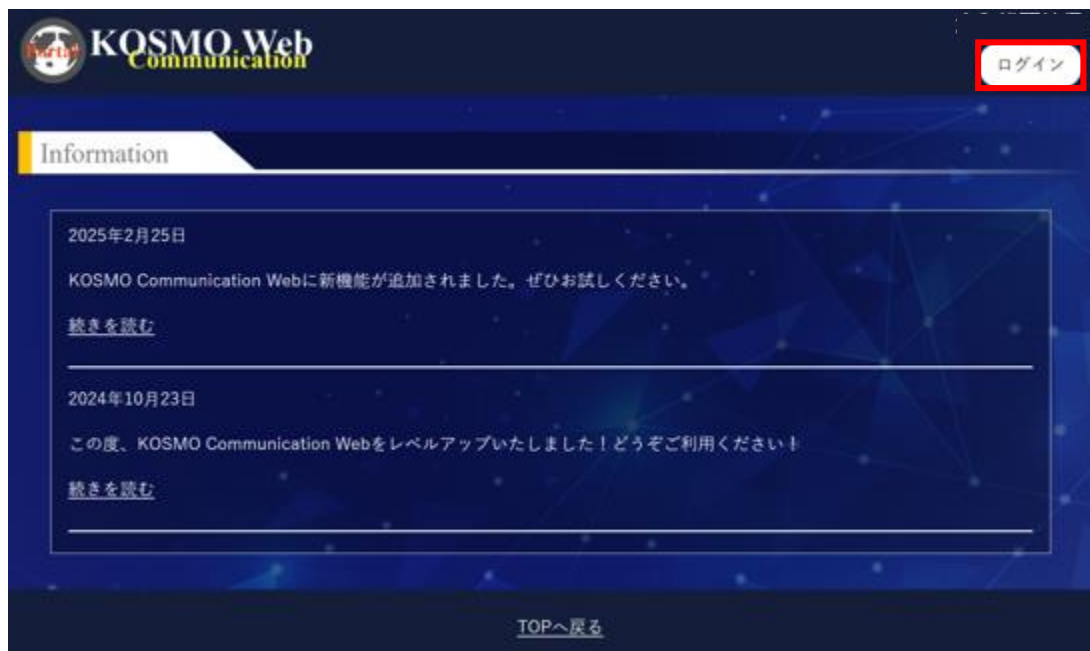 Portal
KOSMO Web
Communication
ログイン
Information
2025年2月25日
KOSMO Communication Webに新機能が追加されました。ぜひお試しください。
続きを読む
2024年10月23日
この度、KOSMO Communication Webをレベルアップいたしました！どうぞご利用ください！
続きを読む
TOPへ戻る